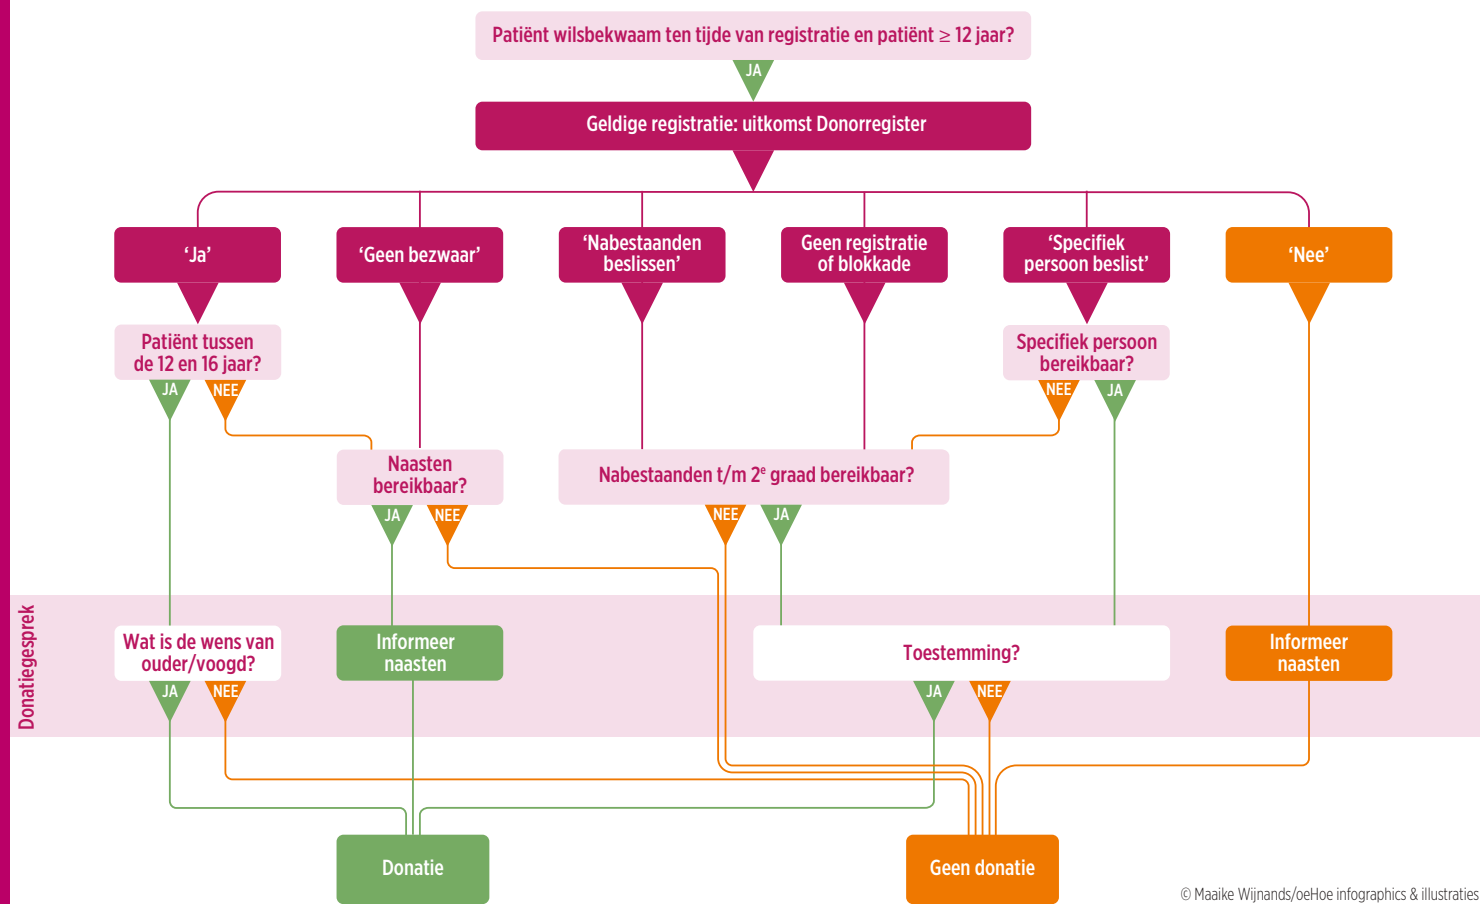 Patiënt wilsbekwaam ten tijde van registratie en patiënt ≥ 12 jaar?
JA
Geldige registratie: uitkomst Donorregister
‘Ja’
‘Geen bezwaar’
‘Nabestaanden
beslissen’
Geen registratie
of blokkade
‘Specifiek
persoon beslist’
‘Nee’
Patiënt tussen
de 12 en 16 jaar?
JA
NEE
Specifiek persoon
bereikbaar?
NEE
JA
Naasten
bereikbaar?
JA
NEE
Nabestaanden t/m 2e graad bereikbaar?
NEE
JA
Donatiegesprek
Wat is de wens van
ouder/voogd?
JA
NEE
Informeer
naasten
Toestemming?
JA
NEE
Informeer
naasten
Donatie
Geen donatie
© Maaike Wijnands/oeHoe infographics & illustraties